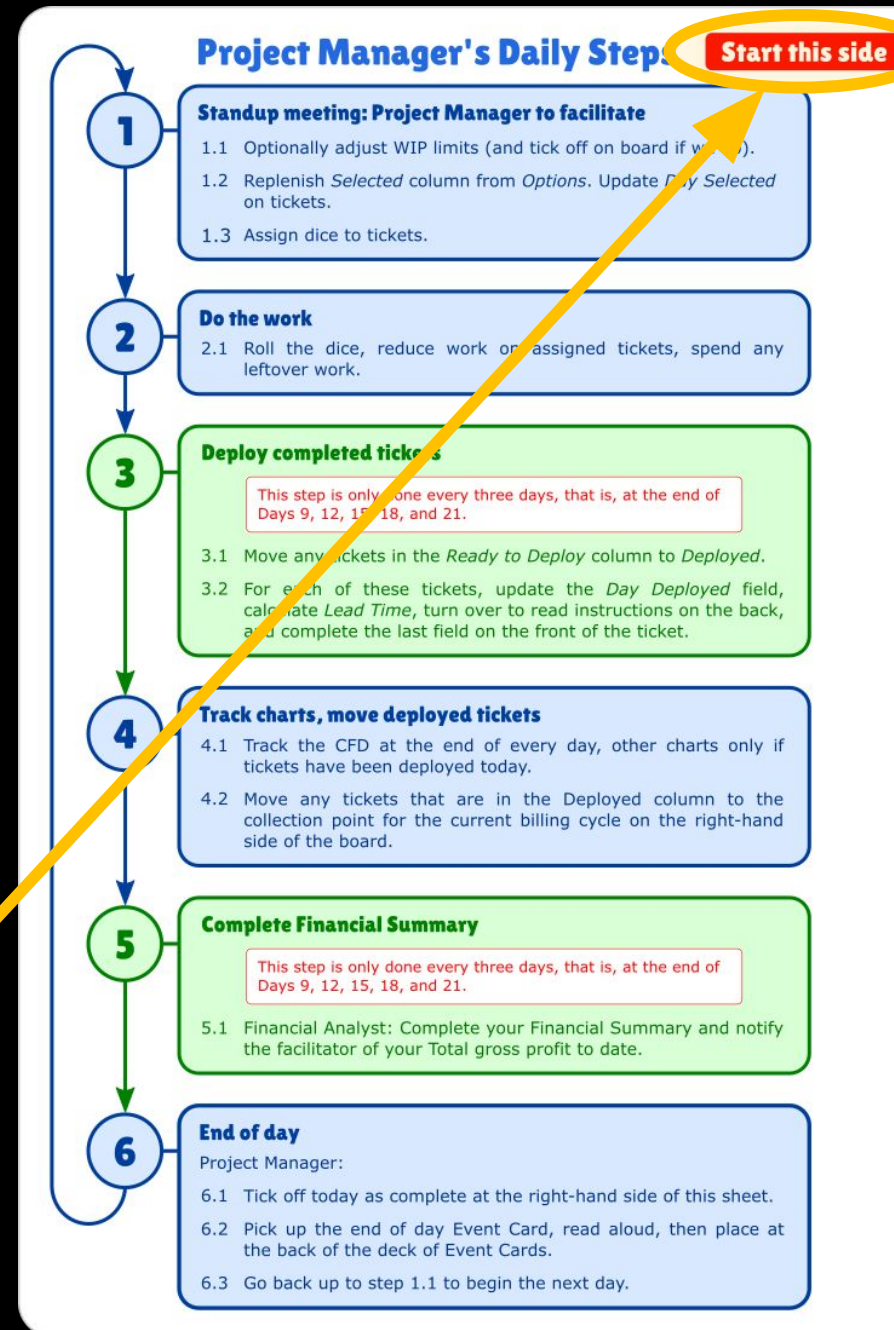 Project Manager's Daily Steps
Start this side
1
Standup meeting: Project Manager to facilitate
1.1 Optionally adjust WIP limits (and tick off on board if
1.2 Replenish Selected column from Options. Update Day Selected
on tickets.
1.3 Assign dice to tickets.
2
Do the work
2.1 Roll the dice, reduce work on assigned tickets, spend any
leftover work.
3
Deploy completed tickets
This step is only done every three days, that is, at the end of
Days 9, 12, 15, 18, and 21.
3.1 Move any tickets in the Ready to Deploy column to Deployed.
3.2 For each of these tickets, update the Day Deployed field,
calculate Lead Time, turn over to read instructions on the back,
and complete the last field on the front of the ticket.
4
Track charts, move deployed tickets
4.1 Track the CFD at the end of every day, other charts only if
tickets have been deployed today.
4.2 Move any tickets that are in the Deployed column to the
collection point for the current billing cycle on the right-hand
side of the board.
5
Complete Financial Summary
This step is only done every three days, that is, at the end of
Days 9, 12, 15, 18, and 21.
5.1 Financial Analyst: Complete your Financial Summary and notify
the facilitator of your Total gross profit to date.
6
End of day
Project Manager:
6.1 Tick off today as complete at the right-hand side of this sheet.
6.2 Pick up the end of day Event Card, read aloud, then place at
the back of the deck of Event Cards.
6.3 Go back up to step 1.1 to begin the next day.